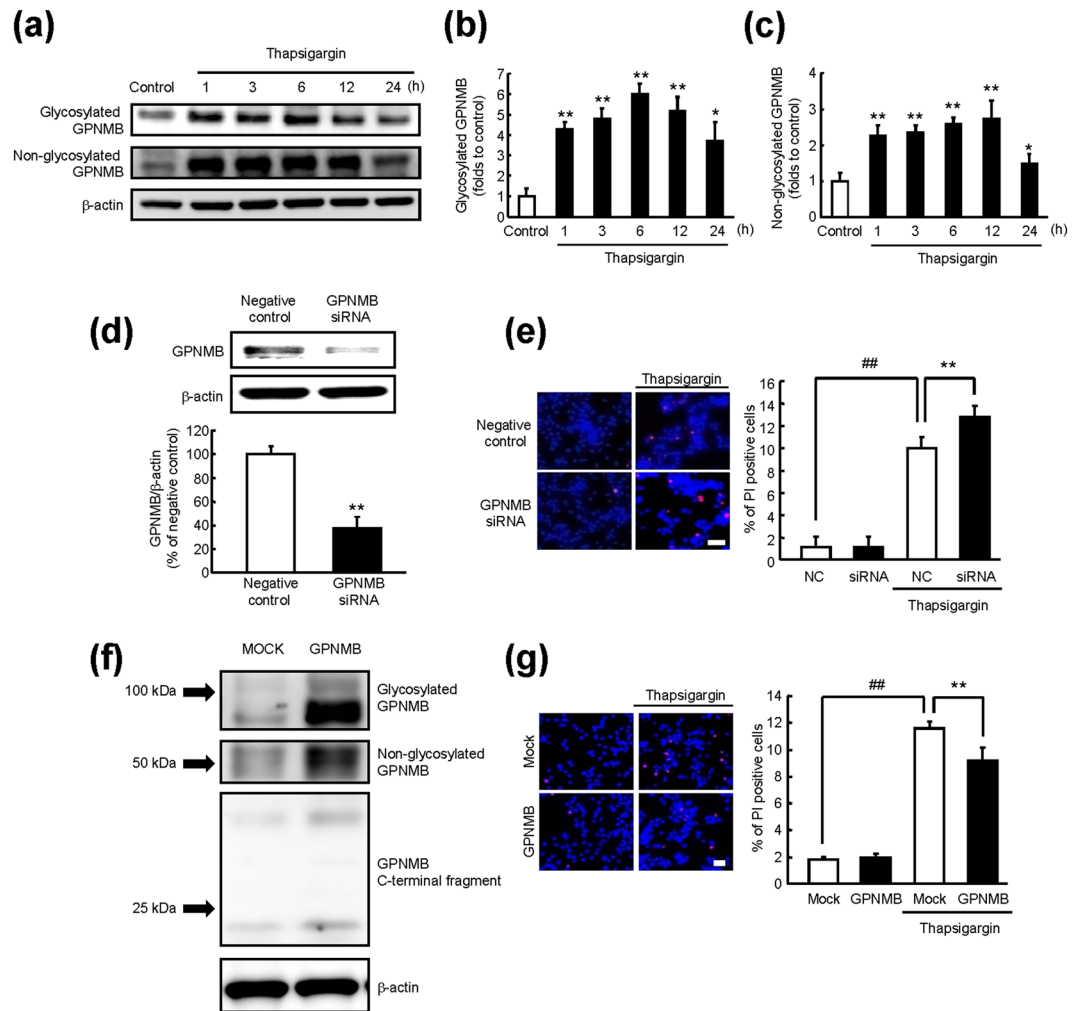 (a)
Thapsigargin
Control 1 3 6 12 24 (h)
Glycosylated
GPNMB
Non-glycosylated
GPNMB
β-actin
(b)
Glycosylated GPNMB
(folds to control)
7
6
5
4
3
2
1
0
** ** ** ** *
Control 1 3 6 12 24 (h)
Thapsigargin
(c)
Non-glycosylated GPNMB
(folds to control)
4
3
2
1
0
** ** ** ** *
Control 1 3 6 12 24 (h)
Thapsigargin
(d)
Negative
control
GPNMB
siRNA
GPNMB
β-actin
GPNMB/β-actin
(% of negative control)
120
100
80
60
40
20
0
**
Negative
control
GPNMB
siRNA
(e)
Thapsigargin
Negative
control
GPNMB
siRNA
% of PI positive cells
16
14
12
10
8
6
4
2
0
## **
NC siRNA NC siRNA
Thapsigargin
(f)
MOCK GPNMB
100 kDa
Glycosylated
GPNMB
50 kDa
Non-glycosylated
GPNMB
GPNMB
C-terminal fragment
25 kDa
β-actin
(g)
Thapsigargin
Mock
GPNMB
% of PI positive cells
14
12
10
8
6
4
2
0
## **
Mock GPNMB Mock GPNMB
Thapsigargin